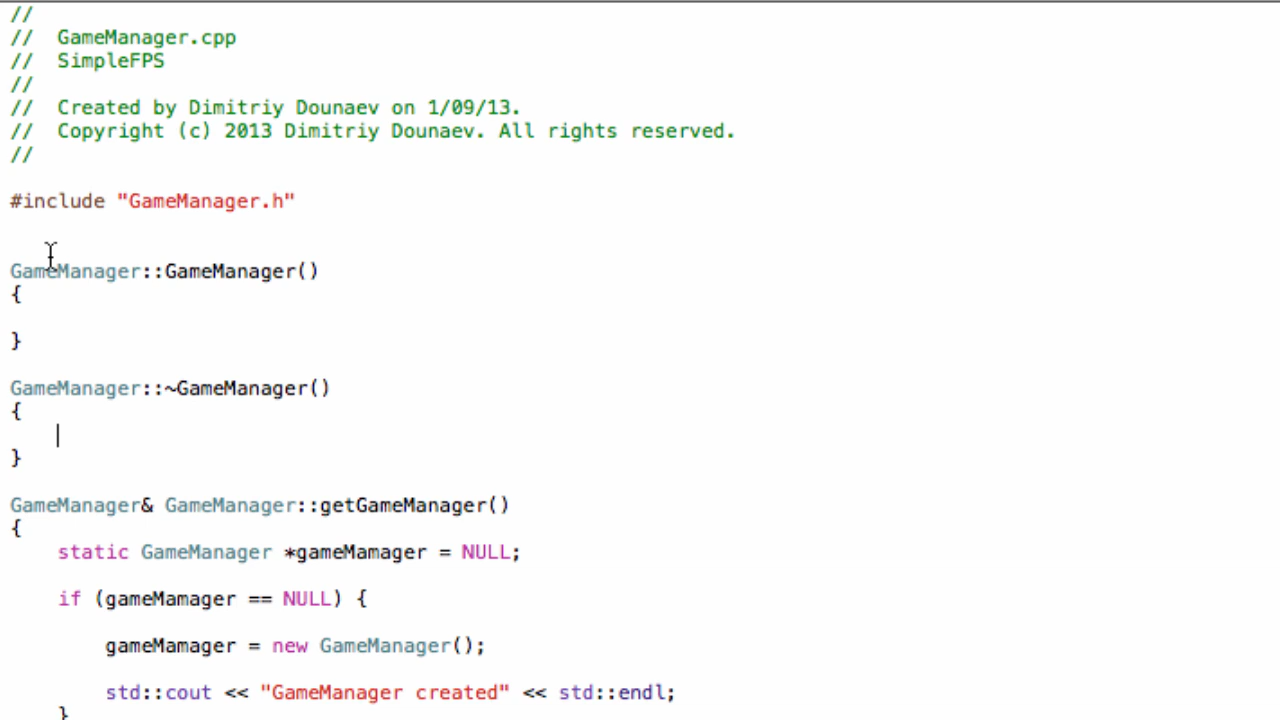 //
//  GameManager.cpp
//  SimpleFPS
//
//  Created by Dimitriy Dounaev on 1/09/13.
//  Copyright (c) 2013 Dimitriy Dounaev. All rights reserved.
//
#include "GameManager.h"
GameManager::GameManager()
{
}
GameManager::~GameManager()
{
}
GameManager& GameManager::getGameManager()
{
    static GameManager *gameMamager = NULL;
    if (gameMamager == NULL) {
        gameMamager = new GameManager();
        std::cout << "GameManager created" << std::endl;
    }